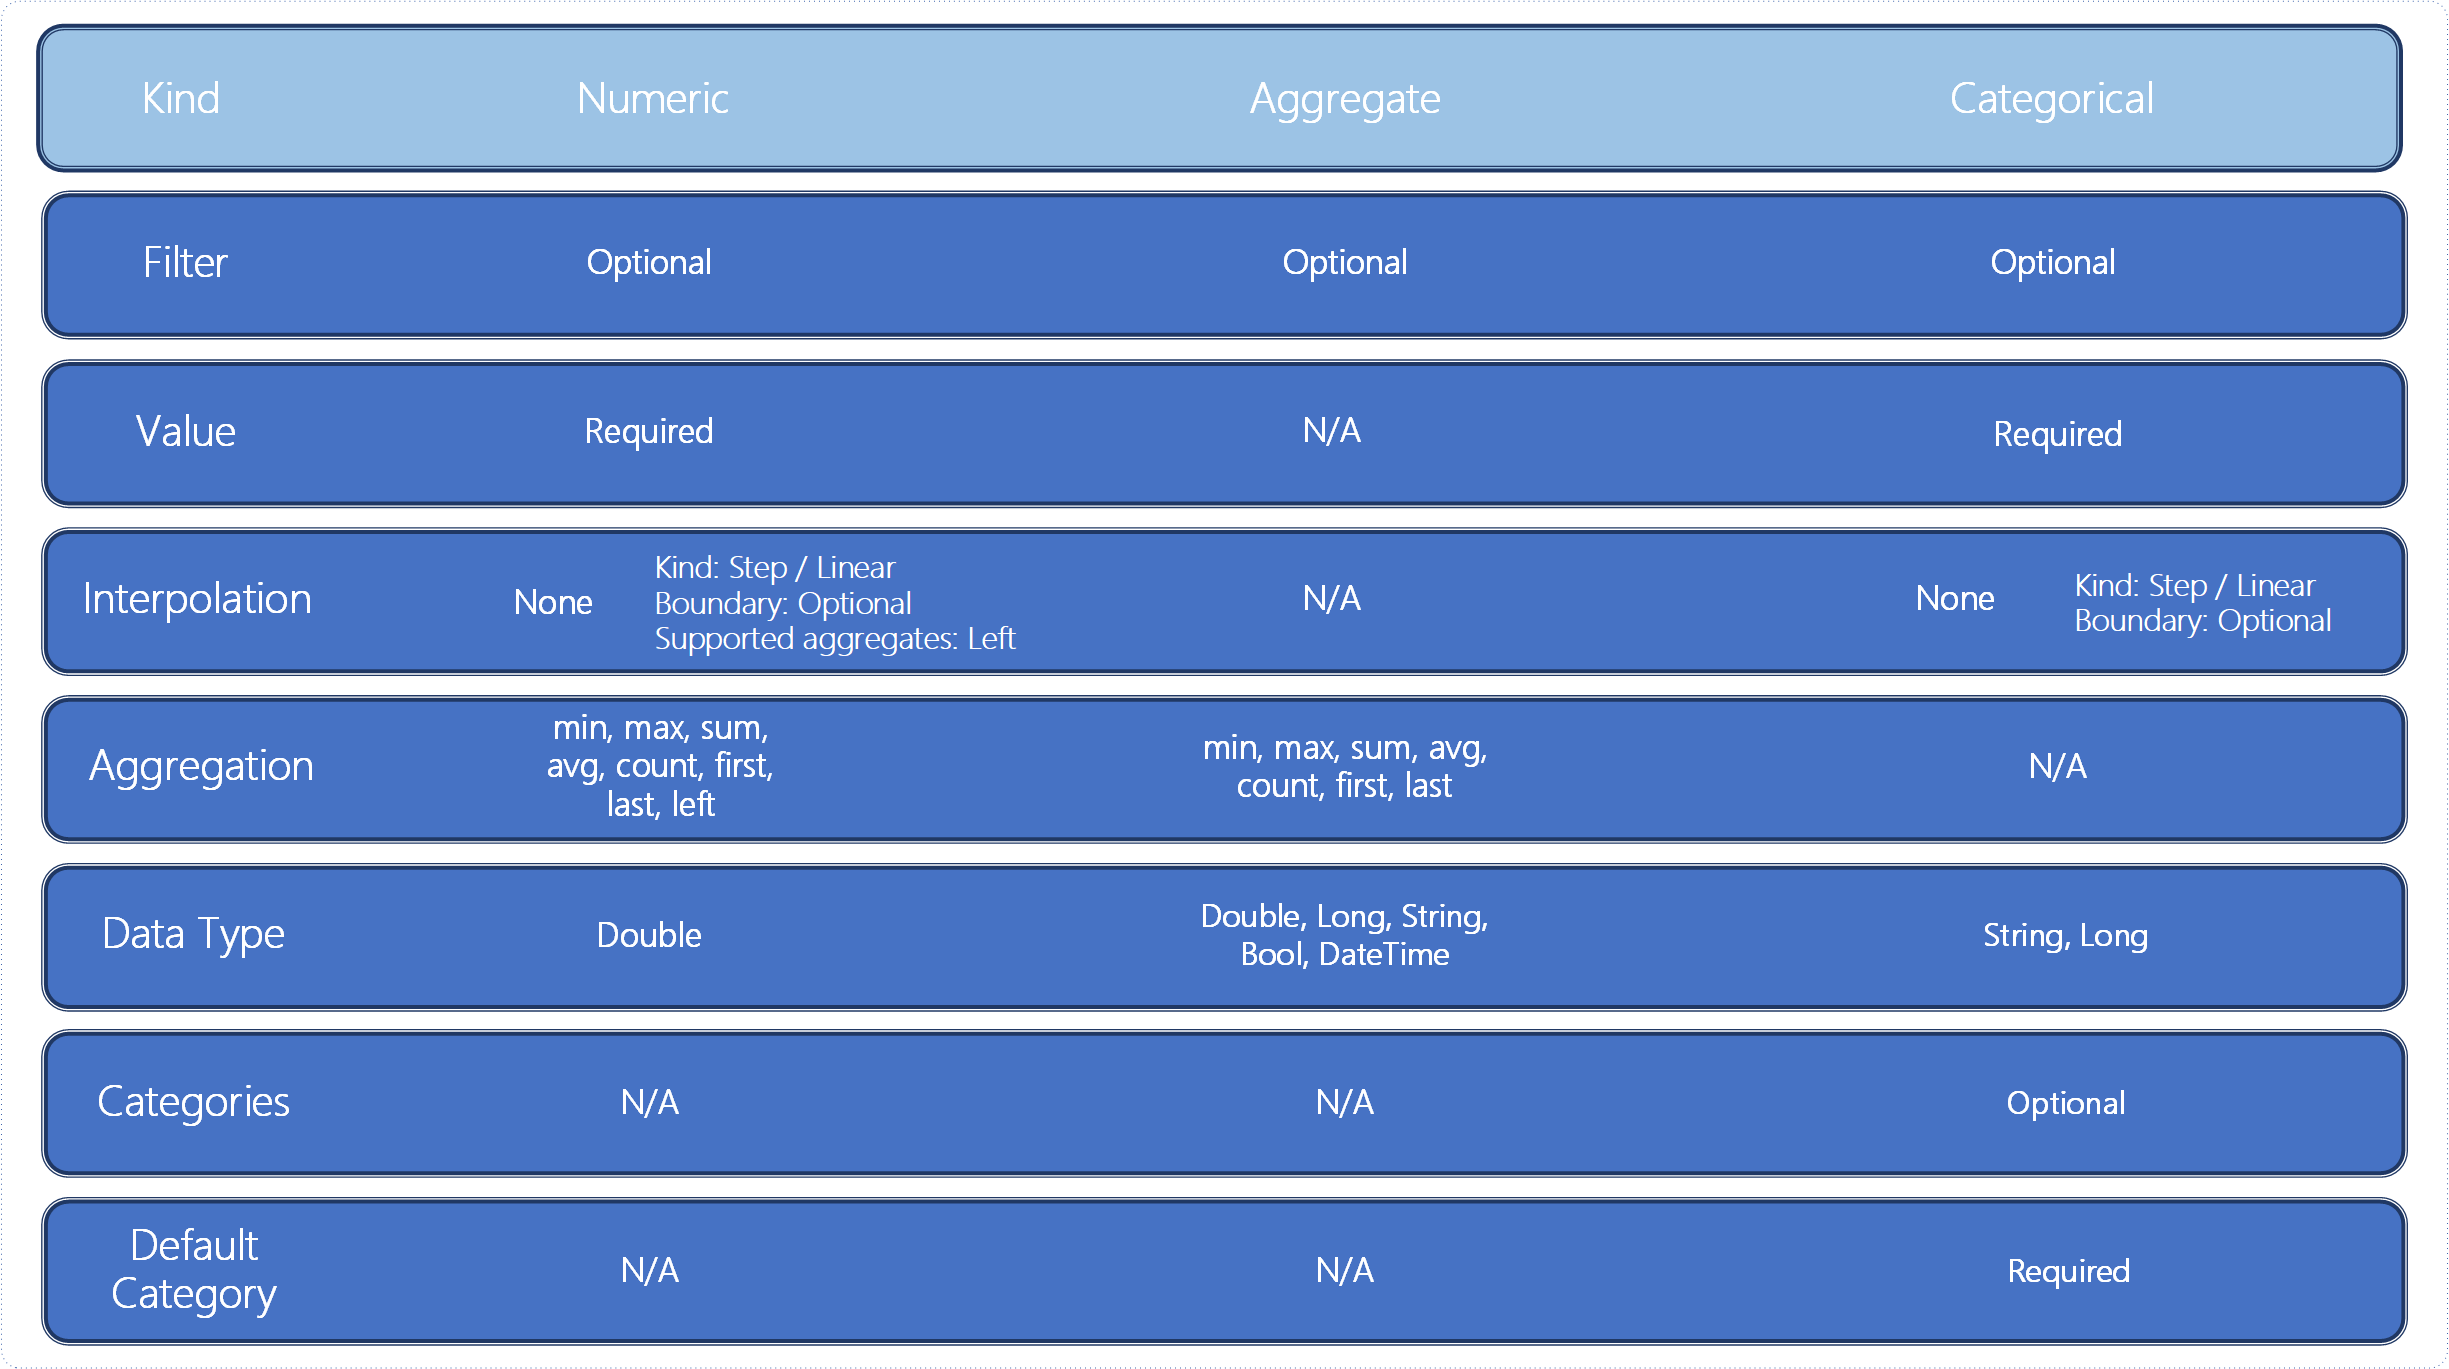 Kind Numeric Aggregate Categorical
Filter Optional Optional Optional
Value Required N/A Required
Interpolation
None
Kind: Step / Linear
Boundary: Optional
Supported aggregates: Left
N/A
None
Kind: Step / Linear
Boundary: Optional
Aggregation
min, max, sum,
avg, count, first,
last, left
min, max, sum, avg,
count, first, last
N/A
Data Type
Double
Double, Long, String,
Bool, DateTime
String, Long
Categories N/A N/A Optional
Default
Category
N/A N/A Required